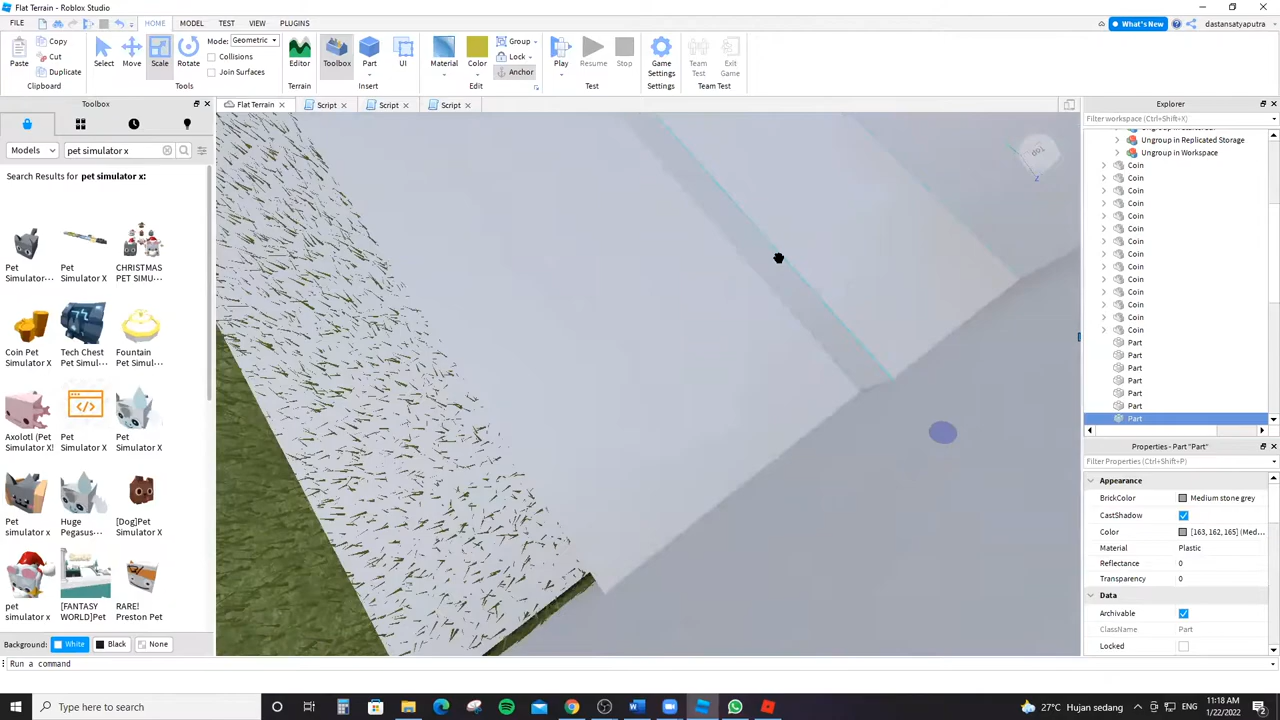 Flat Terrain - Roblox Studio
FILE HOME MODEL TEST VIEW PLUGINS What's New dastansatyaputra
Paste Copy Cut Duplicate Clipboard
Select Move Scale Rotate Mode: Geometric Collisions Join Surfaces Tools
Editor Terrain
Toolbox Part UI Insert
Material Color Group Lock Anchor Edit
Play Resume Stop Test
Game Settings Settings
Team Test Exit Game Team Test
Toolbox
Flat Terrain Script Script Script
Explorer
Filter workspace (Ctrl+Shift+X)
Models pet simulator x
Search Results for pet simulator x:
Pet Simulator···
Pet Simulator X
CHRISTMAS PET SIMU···
Coin Pet Simulator X
Tech Chest Pet Simul···
Fountain Pet Simul···
Axolotl (Pet Simulator X!
Pet Simulator X
Pet Simulator X
Pet simulator x
Huge Pegasus···
[Dog]Pet Simulator X
pet simulator x
[FANTASY WORLD]Pet
RARE! Preston Pet
Background: White Black None
Run a command
Ungroup in Replicated Storage
Ungroup in Workspace
Coin
Coin
Coin
Coin
Coin
Coin
Coin
Coin
Coin
Coin
Coin
Coin
Coin
Coin
Part
Part
Part
Part
Part
Part
Part
Properties - Part "Part"
Filter Properties (Ctrl+Shift+P)
Appearance
BrickColor Medium stone grey
CastShadow
Color [163, 162, 165] (Med...
Material Plastic
Reflectance 0
Transparency 0
Data
Archivable
ClassName Part
Locked
Type here to search
27°C Hujan sedang ENG
11:18 AM
1/22/2022